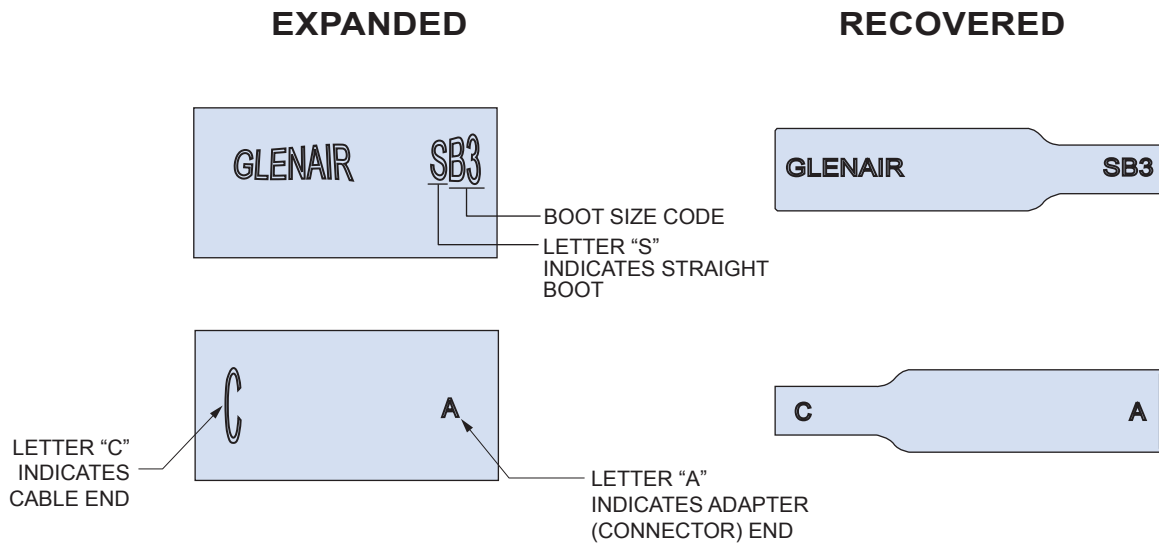 EXPANDED
RECOVERED
GLENAIR SB3
BOOT SIZE CODE
LETTER “S”
INDICATES STRAIGHT
BOOT
GLENAIR SB3
C A
LETTER “C”
INDICATES
CABLE END
LETTER “A”
INDICATES ADAPTER
(CONNECTOR) END
C A